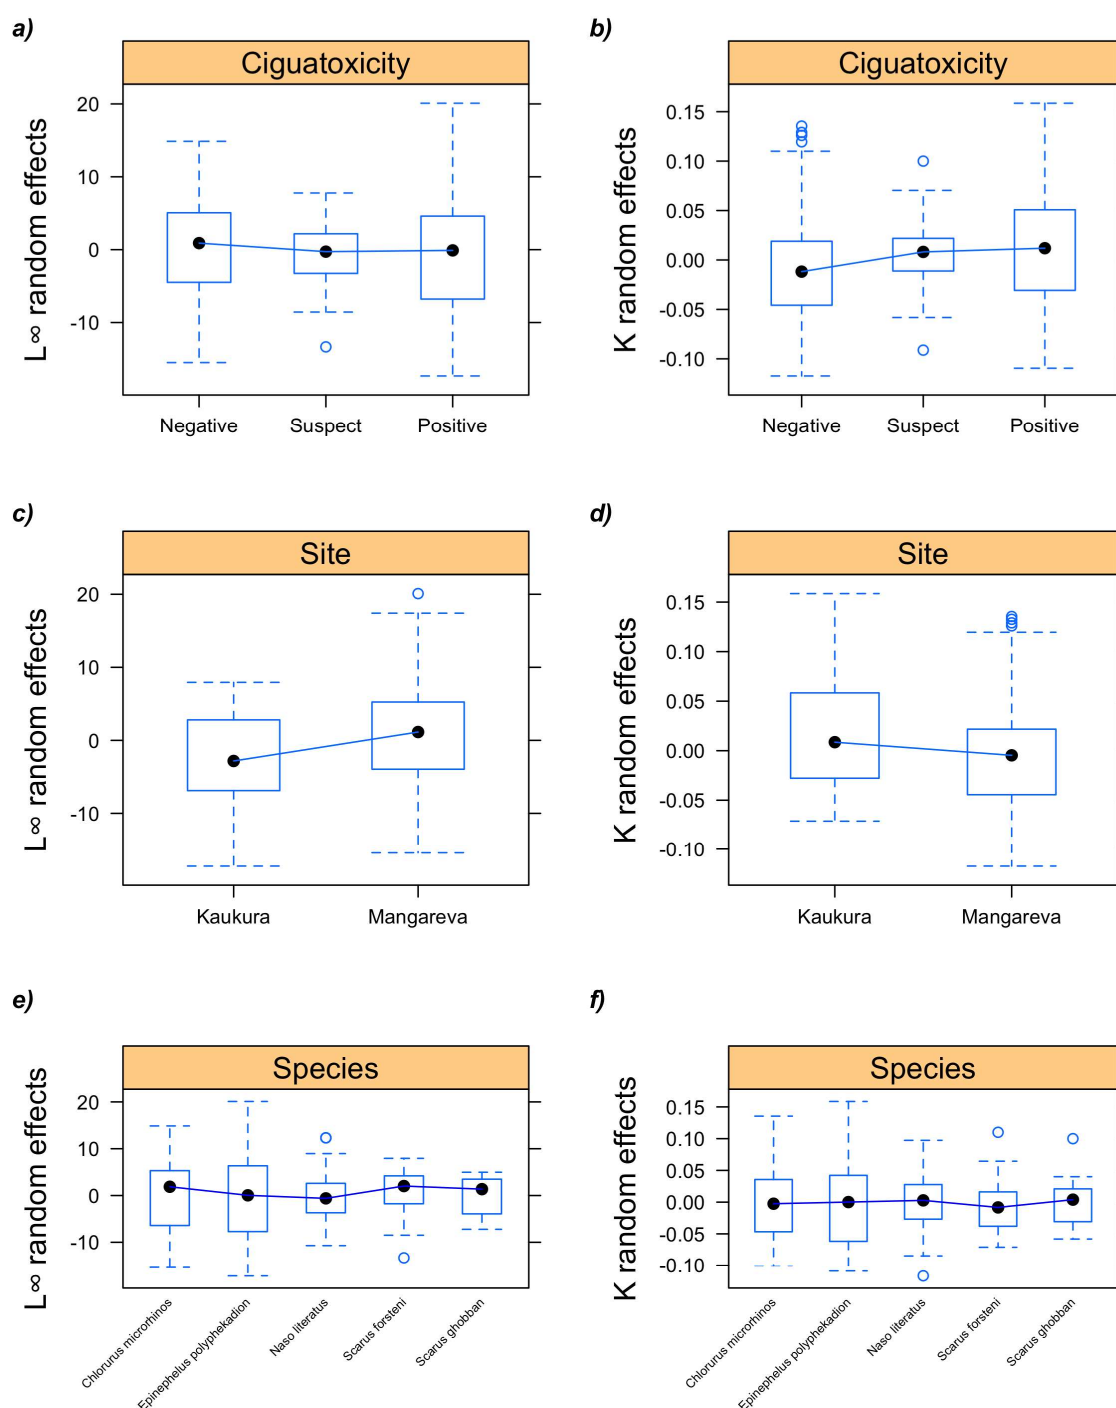 a)
Ciguatoxicity
L∞ random effects
20
10
0
-10
Negative Suspect Positive
b)
Ciguatoxicity
K random effects
0.15
0.10
0.05
0.00
-0.05
-0.10
Negative Suspect Positive
c)
Site
L∞ random effects
20
10
0
-10
Kaukura Mangareva
d)
Site
K random effects
0.15
0.10
0.05
0.00
-0.05
-0.10
Kaukura Mangareva
e)
Species
L∞ random effects
20
10
0
-10
Chlorurus microrhinos
Epinephelus polyphekadion
Naso literatus
Scarus forsteni
Scarus ghobban
f)
Species
K random effects
0.15
0.10
0.05
0.00
-0.05
-0.10
Chlorurus microrhinos
Epinephelus polyphekadion
Naso literatus
Scarus forsteni
Scarus ghobban